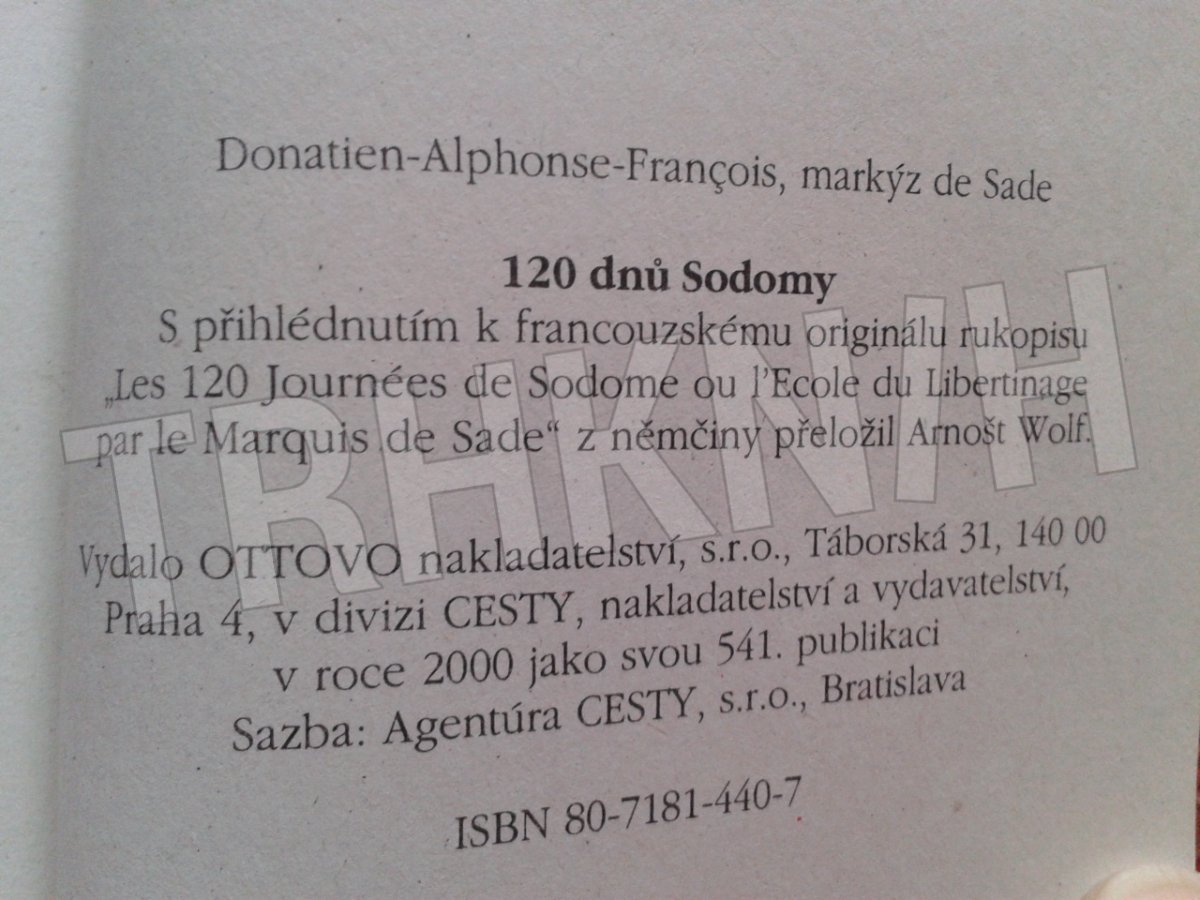 Donatien-Alphonse-François, markýz de Sade
120 dnů Sodomy
S přihlédnutím k francouzskému originálu rukopisu
„Les 120 Journées de Sodome ou l'Ecole du Libertinage
par le Marquis de Sade“ z němčiny přeložil Arnošt Wolf.
Vydalo OTTOVO nakladatelství, s.r.o., Táborská 31, 140 00
Praha 4, v divizi CESTY, nakladatelství a vydavatelství,
v roce 2000 jako svou 541. publikaci
Sazba: Agentúra CESTY, s.r.o., Bratislava
ISBN 80-7181-440-7
TRHKNIH